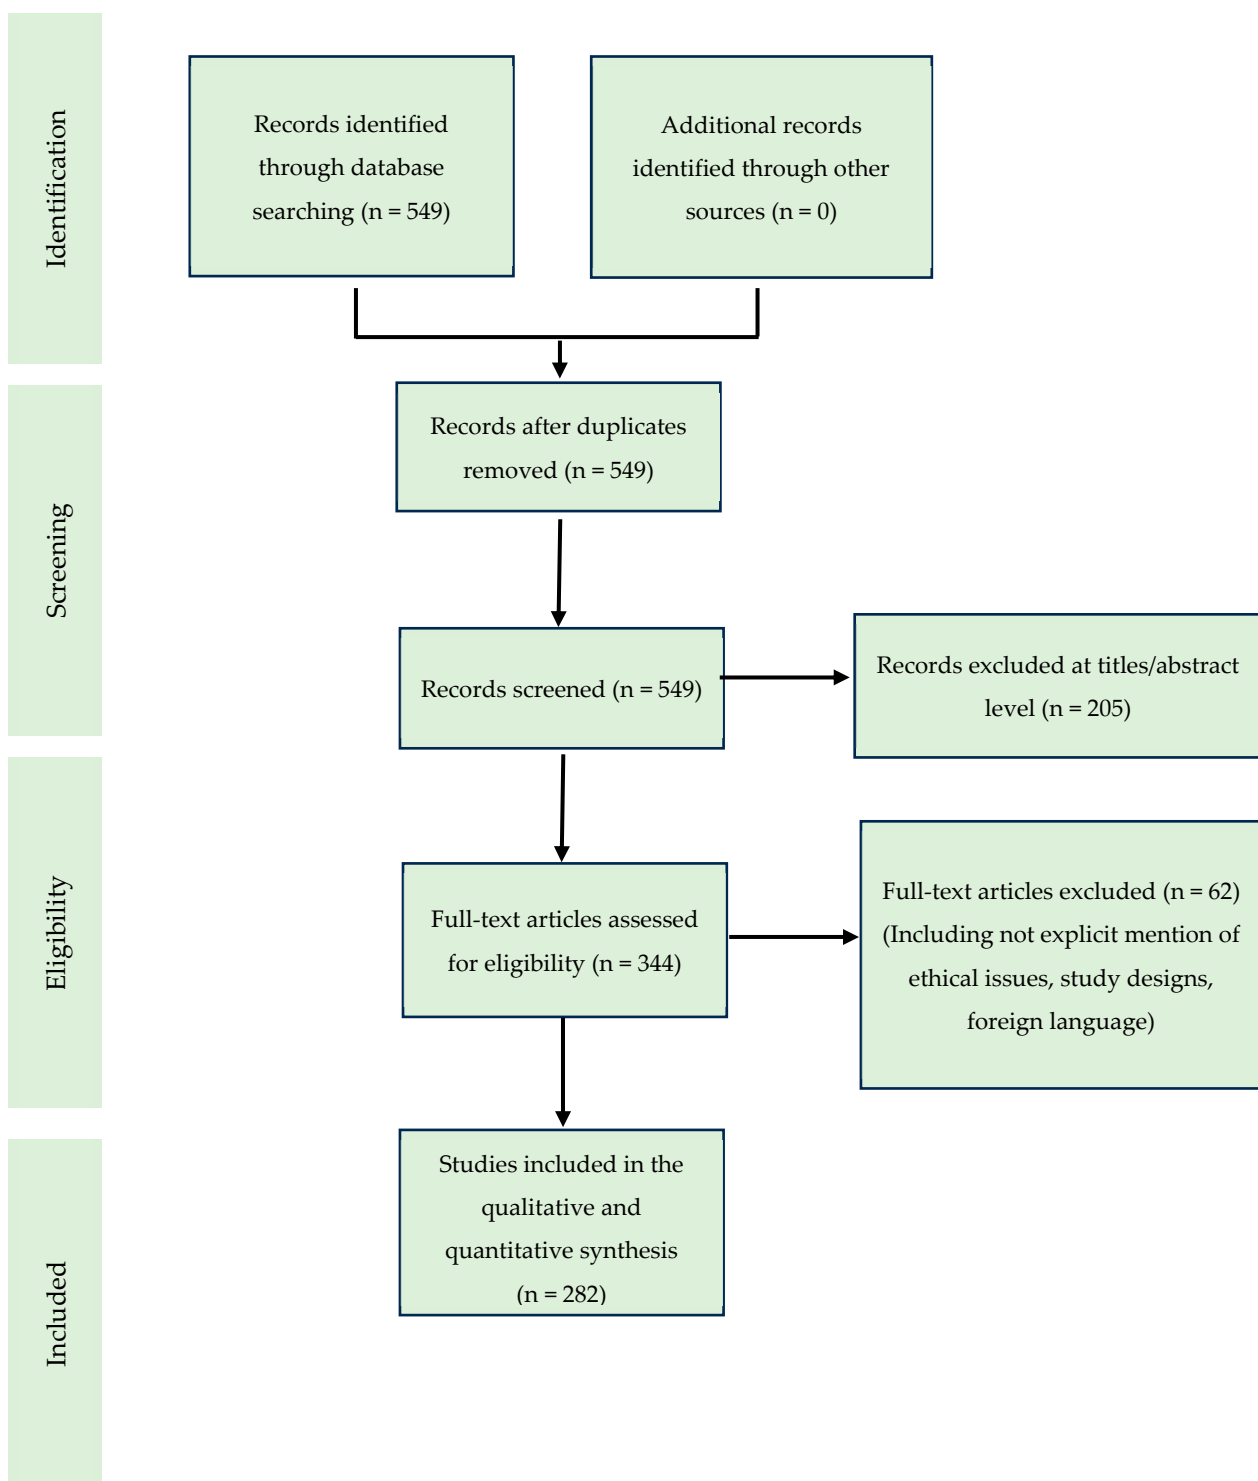 Identification
Records identified
through database
searching (n = 549)
Additional records
identified through other
sources (n = 0)
Screening
Records after duplicates
removed (n = 549)
Records screened (n = 549)
Records excluded at titles/abstract
level (n = 205)
Eligibility
Full-text articles assessed
for eligibility (n = 344)
Full-text articles excluded (n = 62)
(Including not explicit mention of
ethical issues, study designs,
foreign language)
Included
Studies included in the
qualitative and
quantitative synthesis
(n = 282)